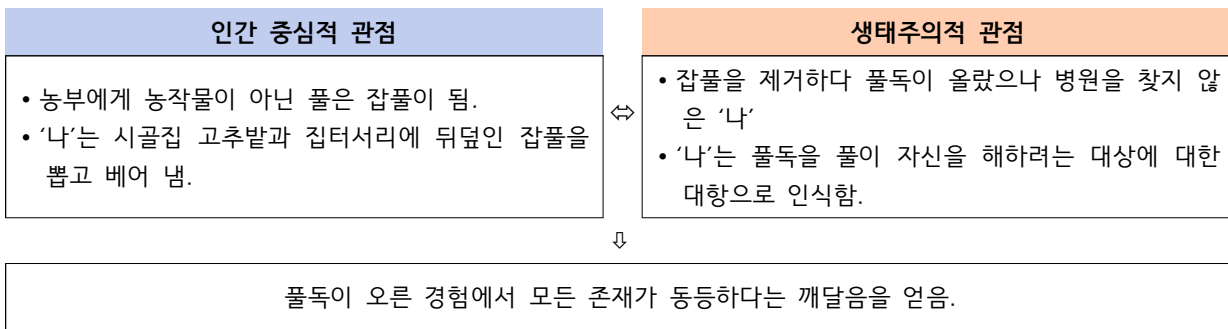 인간 중심적 관점
• 농부에게 농작물이 아닌 풀은 잡풀이 됨.
• ‘나’는 시골집 고추밭과 집터서리에 뒤덮인 잡풀을
뽑고 베어 냄.
⇔
생태주의적 관점
• 잡풀을 제거하다 풀독이 올랐으나 병원을 찾지 않
은 ‘나’
• ‘나’는 풀독을 풀이 자신을 해하려는 대상에 대한
대항으로 인식함.
⇩
풀독이 오른 경험에서 모든 존재가 동등하다는 깨달음을 얻음.